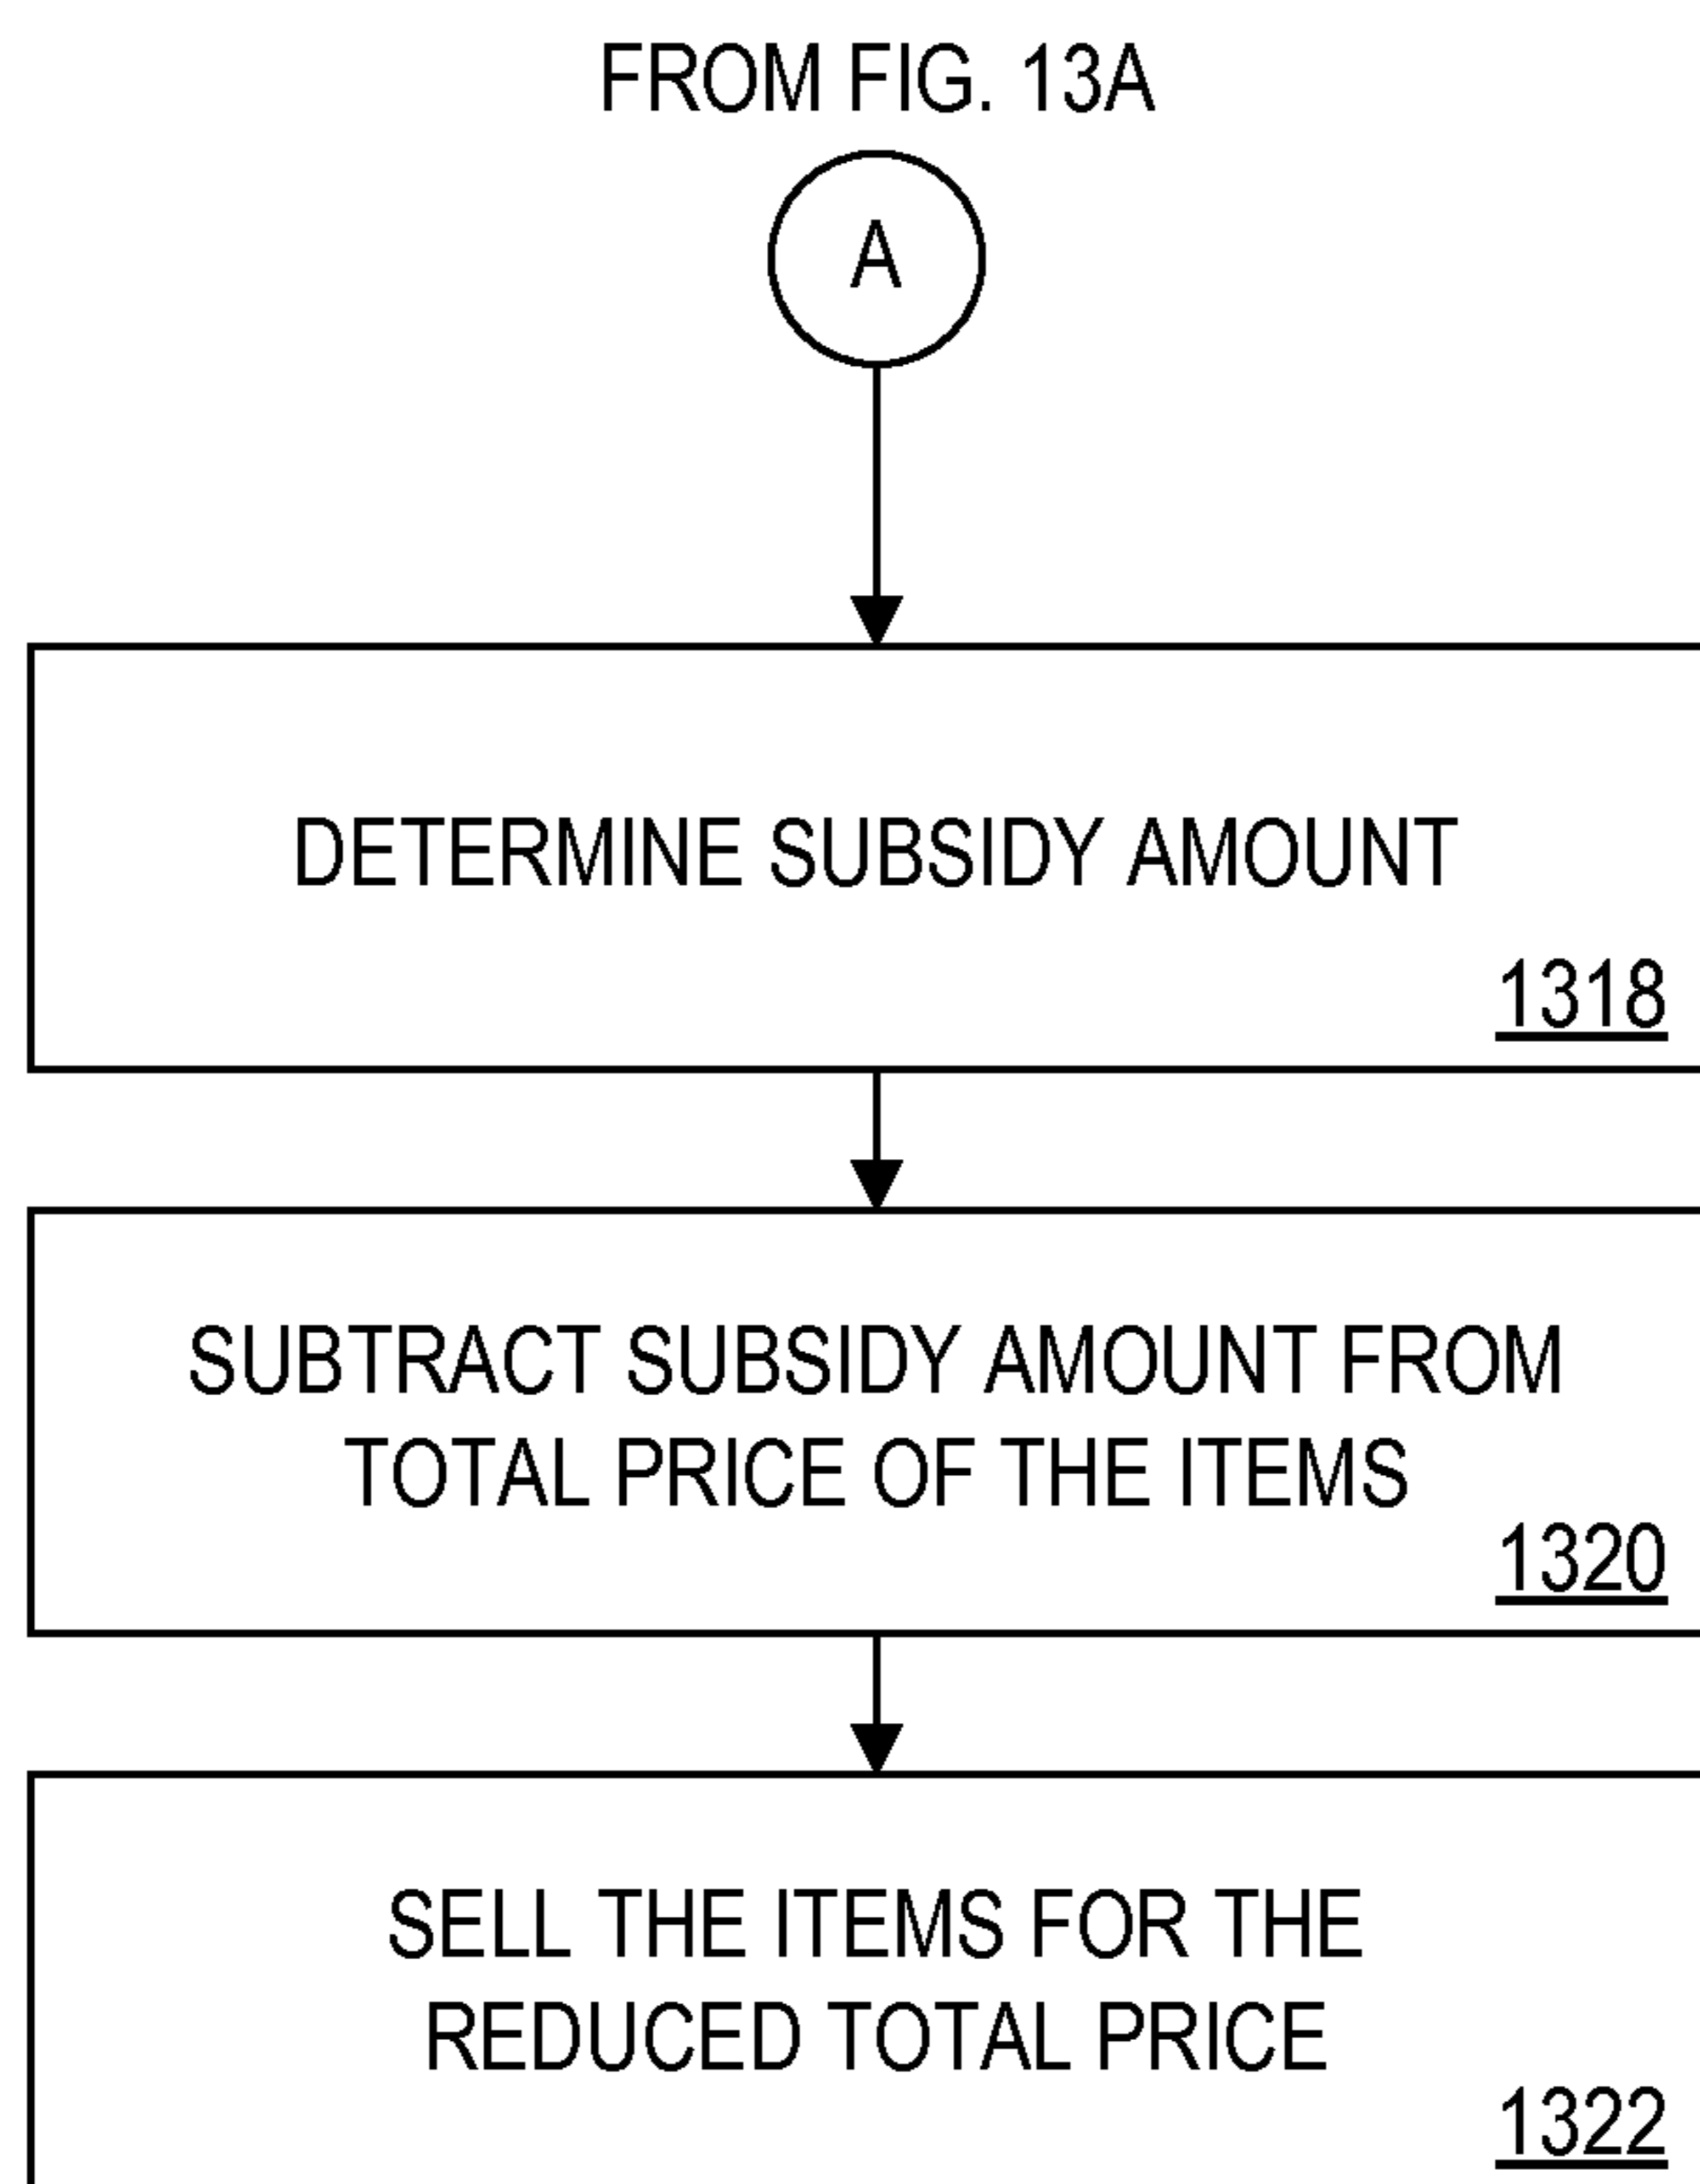 FROM FIG. 13A
A
DETERMINE SUBSIDY AMOUNT
1318
SUBTRACT SUBSIDY AMOUNT FROM
TOTAL PRICE OF THE ITEMS
1320
SELL THE ITEMS FOR THE
REDUCED TOTAL PRICE
1322